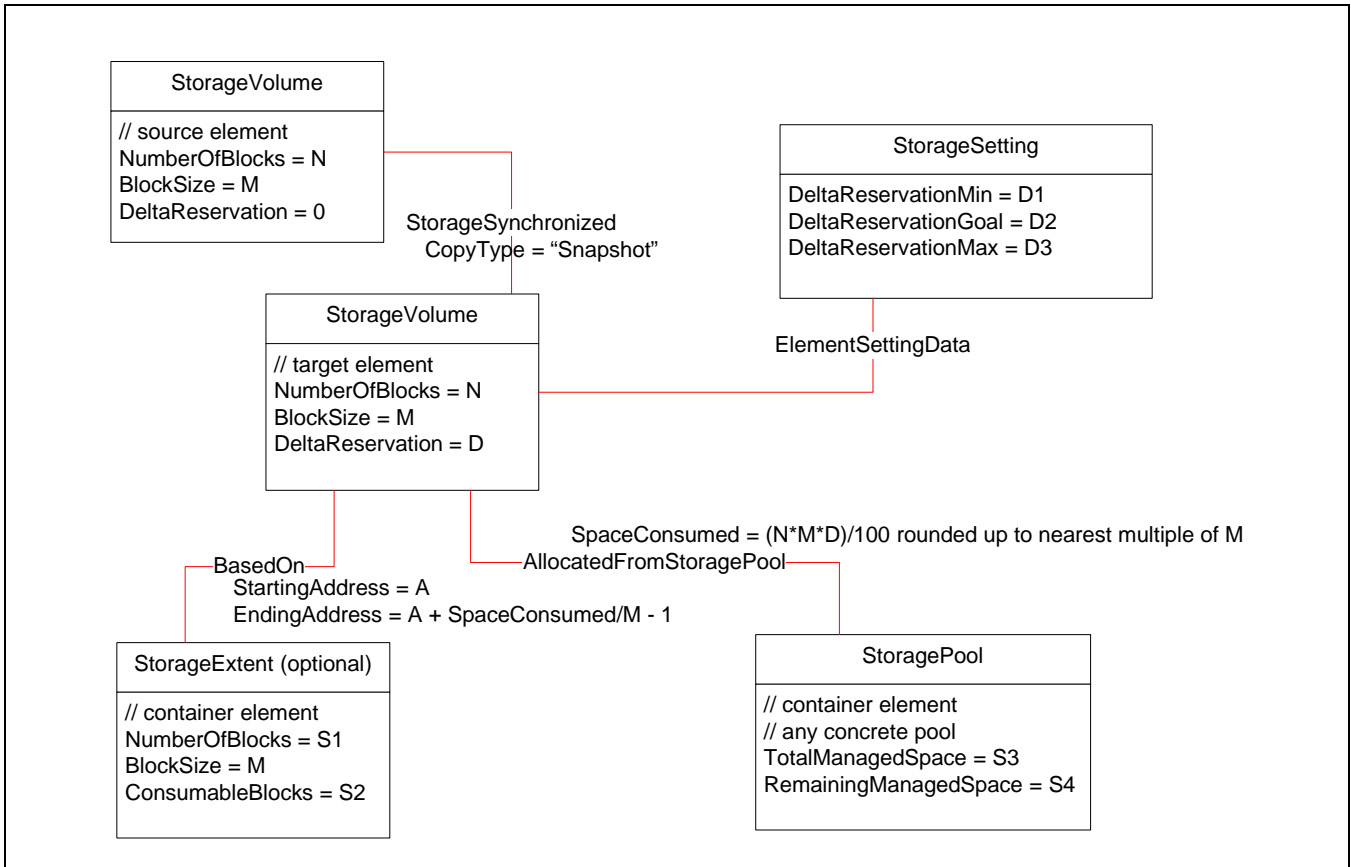 StorageVolume
// source element
NumberOfBlocks = N
BlockSize = M
DeltaReservation = 0
StorageSetting
DeltaReservationMin = D1
DeltaReservationGoal = D2
DeltaReservationMax = D3
StorageSynchronized
CopyType = “Snapshot”
StorageVolume
// target element
NumberOfBlocks = N
BlockSize = M
DeltaReservation = D
ElementSettingData
SpaceConsumed = (N*M*D)/100 rounded up to nearest multiple of M
AllocatedFromStoragePool
BasedOn
StartingAddress = A
EndingAddress = A + SpaceConsumed/M - 1
StorageExtent (optional)
// container element
NumberOfBlocks = S1
BlockSize = M
ConsumableBlocks = S2
StoragePool
// container element
// any concrete pool
TotalManagedSpace = S3
RemainingManagedSpace = S4